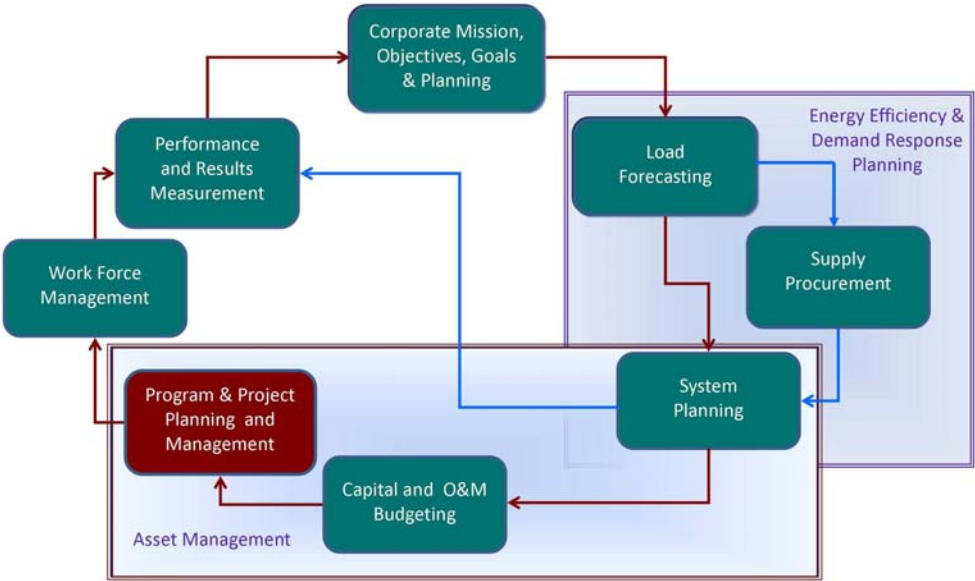 Corporate Mission,
Objectives, Goals
& Planning
Energy Efficiency &
Demand Response
Planning
Load
Forecasting
Performance
and Results
Measurement
Supply
Procurement
Work Force
Management
System
Planning
Program & Project
Planning and
Management
Capital and O&M
Budgeting
Asset Management